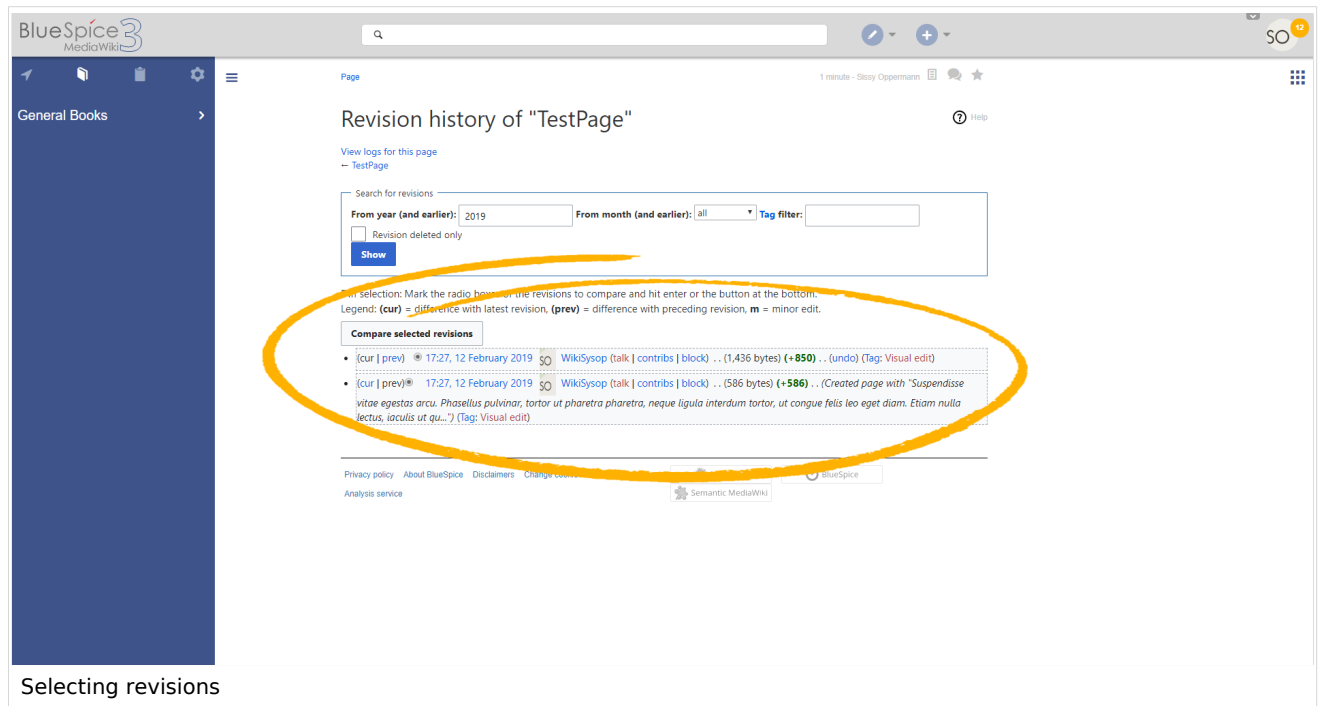 BlueSpice 3
MediaWiki
SO
12
Page
1 minute - Sissy Oppermann
General Books
Revision history of "TestPage"
Help
View logs for this page
← TestPage
Search for revisions
From year (and earlier): 2019 From month (and earlier): all Tag filter:
Revision deleted only
Show
selection: Mark the radio of the revisions to compare and hit enter or the button at the bottom.
Legend: (cur) = difference with latest revision, (prev) = difference with preceding revision, m = minor edit.
Compare selected revisions
• (cur | prev) 17:27, 12 February 2019 SO WikiSysop (talk | contribs | block) . . (1,436 bytes) (+850) . . (undo) (Tag: Visual edit)
• (cur | prev) 17:27, 12 February 2019 SO WikiSysop (talk | contribs | block) . . (586 bytes) (+586) . . (Created page with "Suspendisse
vitae egestas arcu. Phasellus pulvinar, tortor ut pharetra pharetra, neque ligula interdum tortor, ut congue felis leo eget diam. Etiam nulla
lectus, iaculis ut qu...") (Tag: Visual edit)
Privacy policy About BlueSpice Disclaimers Change BlueSpice
Analysis service
Semantic MediaWiki
Selecting revisions